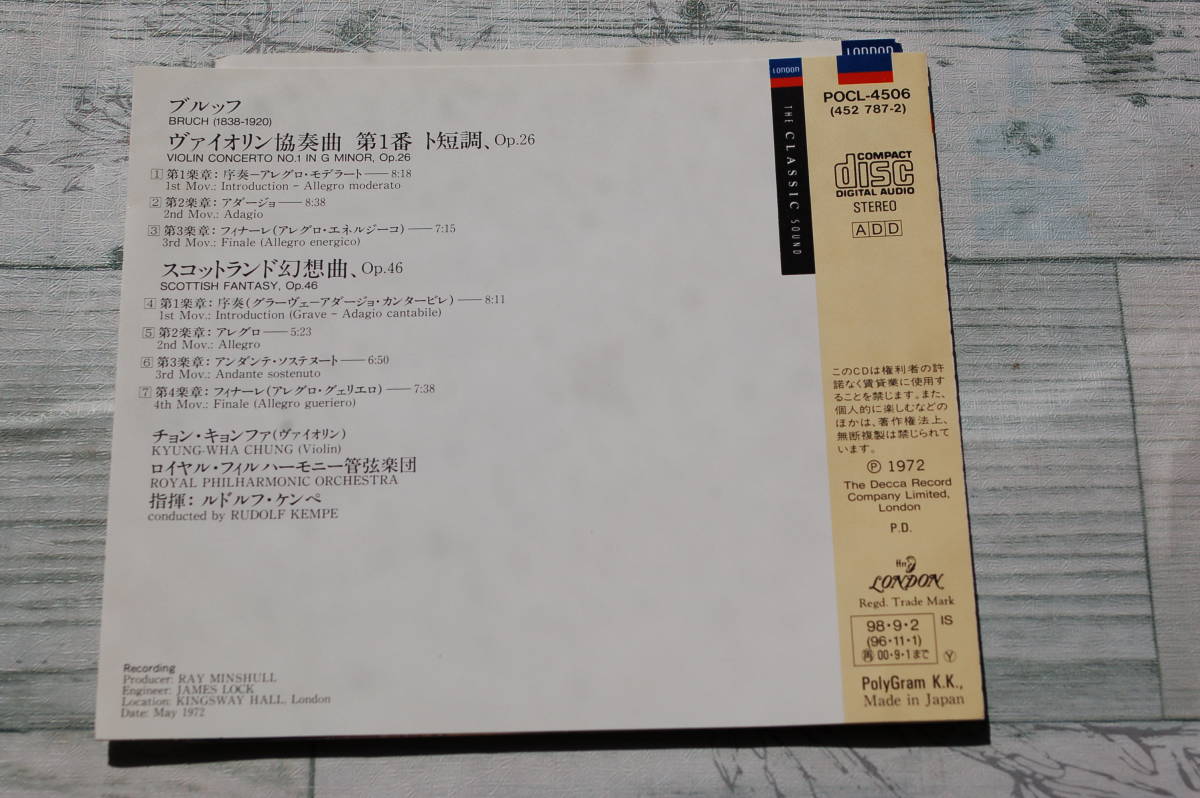 ブルッフ
BRUCH (1838-1920)
ヴァイオリン協奏曲 第1番 ト短調、Op.26
VIOLIN CONCERTO NO.1 IN G MINOR, Op.26
1 第1楽章：序奏−アレグロ・モデラート――8:18
1st Mov.: Introduction – Allegro moderato
2 第2楽章：アダージョ――8:38
2nd Mov.: Adagio
3 第3楽章：フィナーレ(アレグロ・エネルジーコ)――7:15
3rd Mov.: Finale (Allegro energico)
スコットランド幻想曲、Op.46
SCOTTISH FANTASY, Op.46
4 第1楽章：序奏(グラーヴェ−アダージョ・カンタービレ)――8:11
1st Mov.: Introduction (Grave – Adagio cantabile)
5 第2楽章：アレグロ――5:23
2nd Mov.: Allegro
6 第3楽章：アンダンテ・ソステヌート――6:50
3rd Mov.: Andante sostenuto
7 第4楽章：フィナーレ(アレグロ・グェリエロ)――7:38
4th Mov.: Finale (Allegro gueriero)
チョン・キョンファ(ヴァイオリン)
KYUNG-WHA CHUNG (Violin)
ロイヤル・フィルハーモニー管弦楽団
ROYAL PHILHARMONIC ORCHESTRA
指揮：ルドルフ・ケンペ
conducted by RUDOLF KEMPE
Recording
Producer: RAY MINSHULL
Engineer: JAMES LOCK
Location: KINGSWAY HALL, London
Date: May 1972
LONDON
THE CLASSIC SOUND
LONDON
POCL-4506
(452 787-2)
COMPACT
disc
DIGITAL AUDIO
STEREO
ADD
このCDは権利者の許
諾なく賃貸業に使用す
ることを禁じます。また、
個人的に楽しむなどの
ほかは、著作権法上、
無断複製は禁じられて
います。
Ⓟ 1972
The Decca Record
Company Limited,
London
P.D.
LONDON
Regd. Trade Mark
98・9・2 IS
(96・11・1)
再 00・9・1まで Y
PolyGram K.K.,
Made in Japan